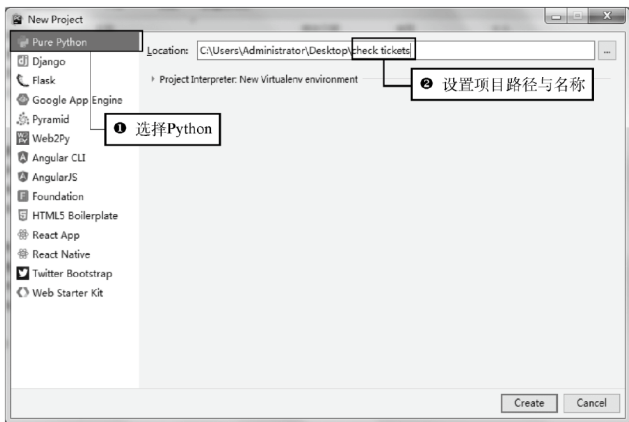 New Project
Pure Python
Django
Flask
Google App Engine
Pyramid
Web2Py
Angular CLI
AngularJS
Foundation
HTML5 Boilerplate
React App
React Native
Twitter Bootstrap
Web Starter Kit
Location: C:\Users\Administrator\Desktop\check tickets ...
Project Interpreter: New Virtualenv environment
❶ 选择Python
❷ 设置项目路径与名称
Create Cancel